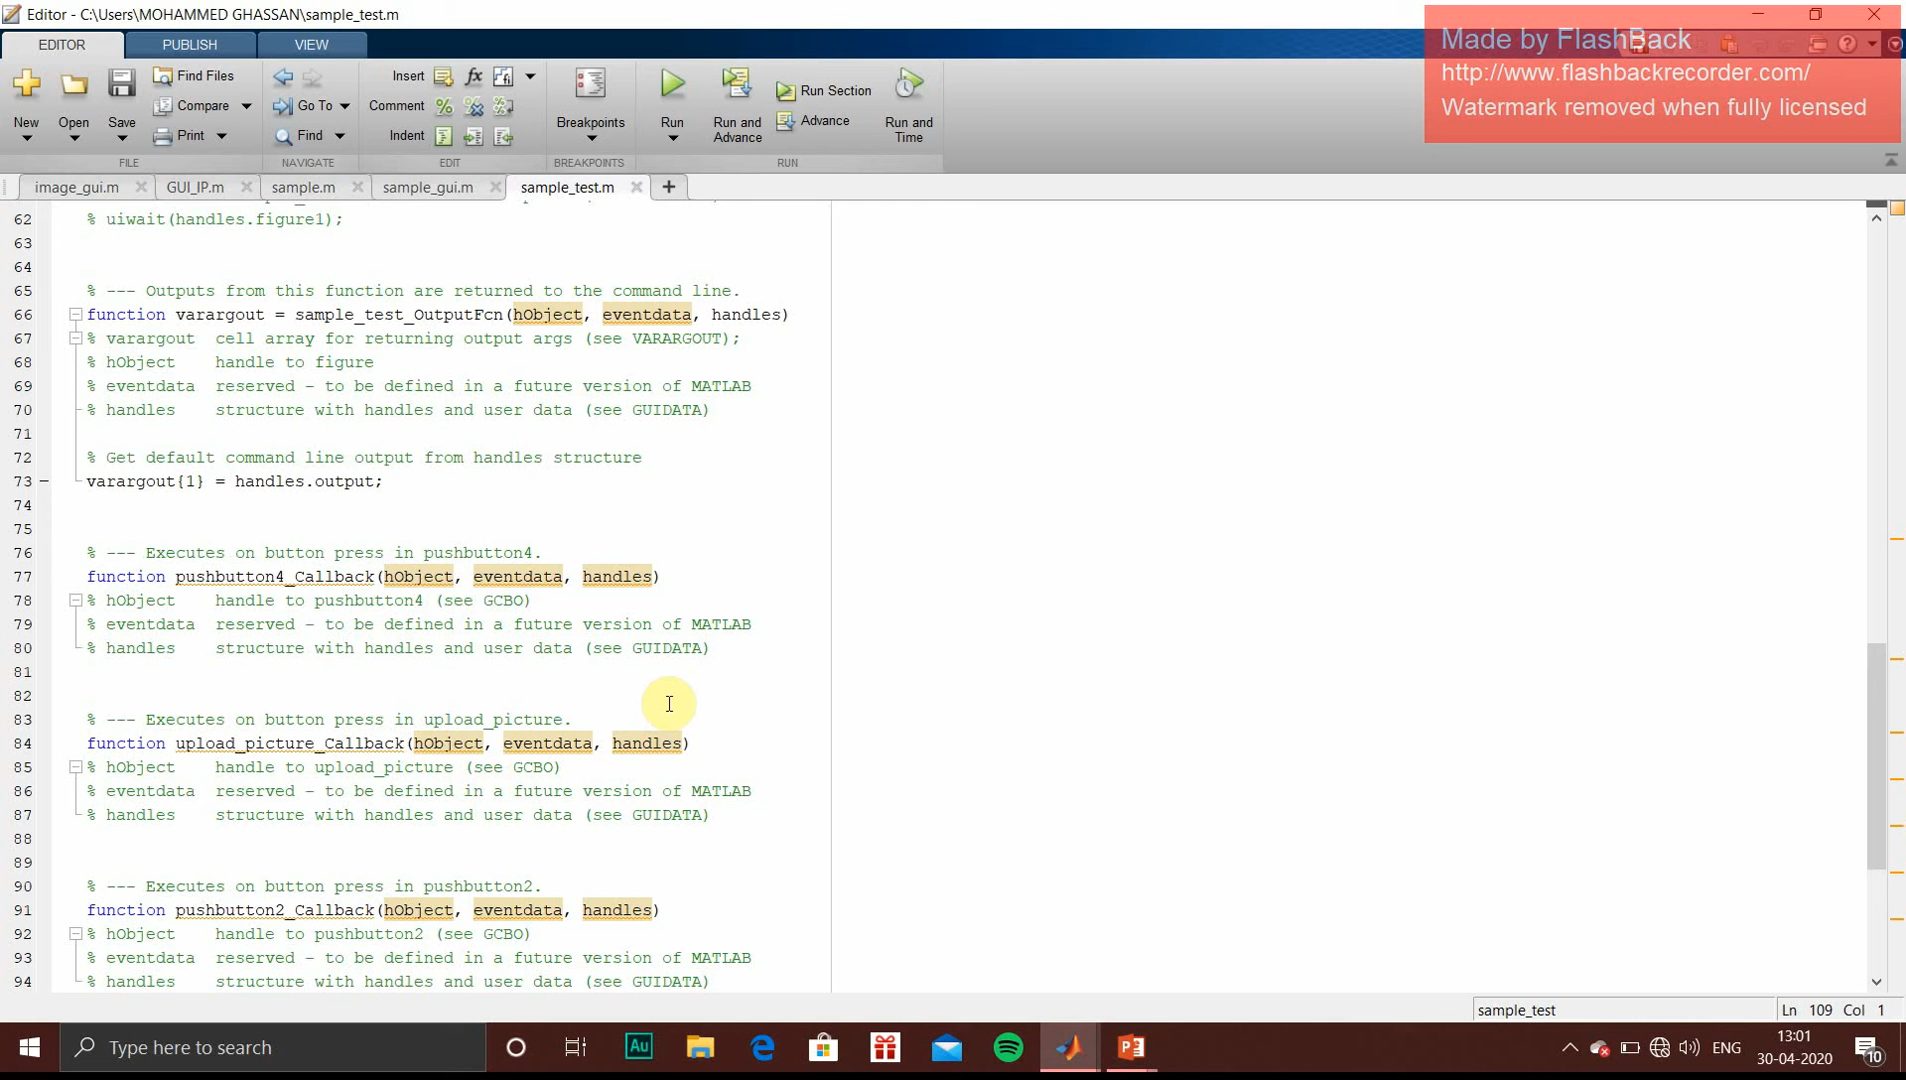 Editor - C:\Users\MOHAMMED GHASSAN\sample_test.m
Made by FlashBack
http://www.flashbackrecorder.com/
Watermark removed when fully licensed
EDITOR PUBLISH VIEW
New Open Save
Find Files
Compare
Print
Go To
Find
Insert
Comment
Indent
Breakpoints
Run
Run and Advance
Run Section
Advance
Run and Time
FILE NAVIGATE EDIT BREAKPOINTS RUN
image_gui.m GUI_IP.m sample.m sample_gui.m sample_test.m
62 % uiwait(handles.figure1);
63
64
65 % --- Outputs from this function are returned to the command line.
66 function varargout = sample_test_OutputFcn(hObject, eventdata, handles)
67 % varargout  cell array for returning output args (see VARARGOUT);
68 % hObject    handle to figure
69 % eventdata  reserved - to be defined in a future version of MATLAB
70 % handles    structure with handles and user data (see GUIDATA)
71
72 % Get default command line output from handles structure
73 varargout{1} = handles.output;
74
75
76 % --- Executes on button press in pushbutton4.
77 function pushbutton4_Callback(hObject, eventdata, handles)
78 % hObject    handle to pushbutton4 (see GCBO)
79 % eventdata  reserved - to be defined in a future version of MATLAB
80 % handles    structure with handles and user data (see GUIDATA)
81
82
83 % --- Executes on button press in upload_picture.
84 function upload_picture_Callback(hObject, eventdata, handles)
85 % hObject    handle to upload_picture (see GCBO)
86 % eventdata  reserved - to be defined in a future version of MATLAB
87 % handles    structure with handles and user data (see GUIDATA)
88
89
90 % --- Executes on button press in pushbutton2.
91 function pushbutton2_Callback(hObject, eventdata, handles)
92 % hObject    handle to pushbutton2 (see GCBO)
93 % eventdata  reserved - to be defined in a future version of MATLAB
94 % handles    structure with handles and user data (see GUIDATA)
sample_test Ln 109 Col 1
Type here to search
Au
ENG
13:01
30-04-2020
10